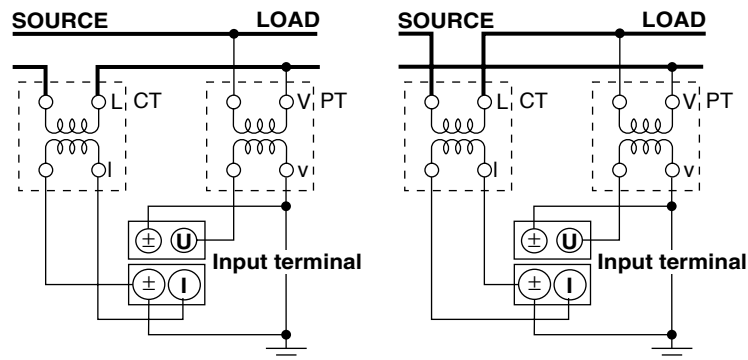 SOURCE LOAD
L CT V PT
l v
± U
Input terminal
± I
SOURCE LOAD
L CT V PT
l v
± U
Input terminal
± I